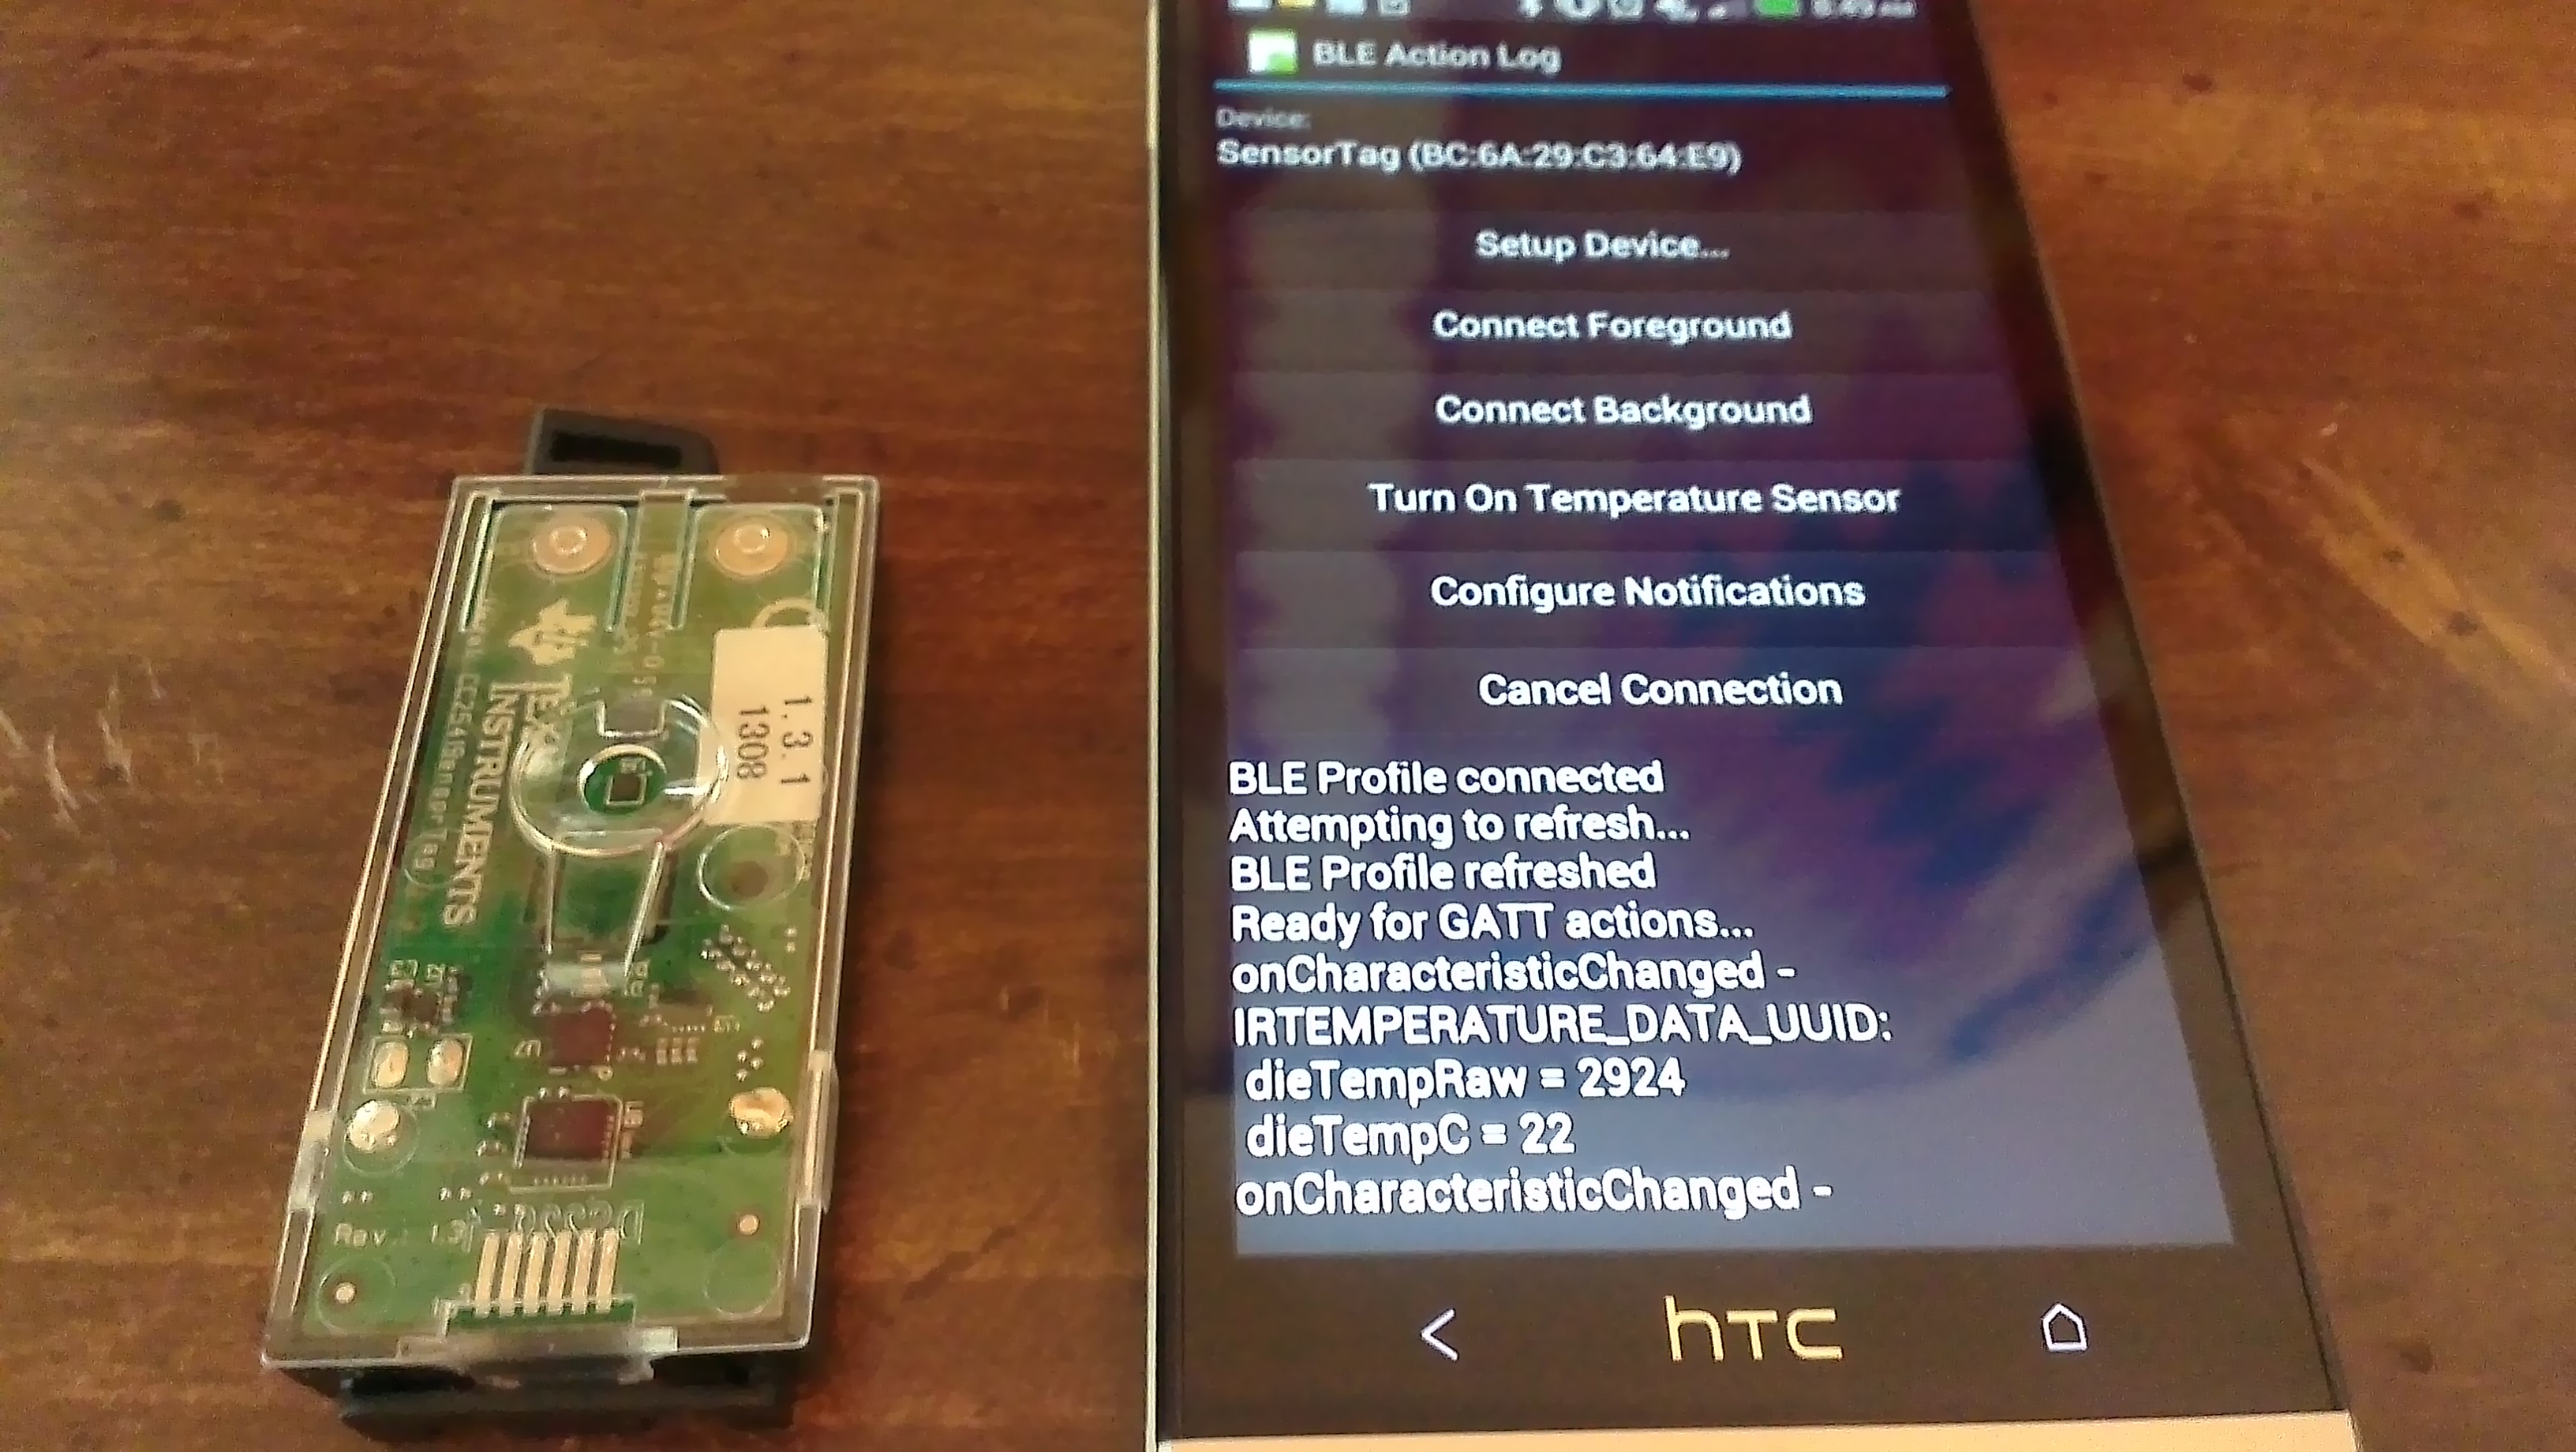 BLE Action Log
Device:
SensorTag (BC:6A:29:C3:64:E9)
Setup Device...
Connect Foreground
Connect Background
Turn On Temperature Sensor
Configure Notifications
Cancel Connection
BLE Profile connected
Attempting to refresh...
BLE Profile refreshed
Ready for GATT actions...
onCharacteristicChanged -
IRTEMPERATURE_DATA_UUID:
dieTempRaw = 2924
dieTempC = 22
onCharacteristicChanged -
hTC
1.3.1
1308
TEXAS
INSTRUMENTS
CC2541SensorTag
Rev.: 1.3